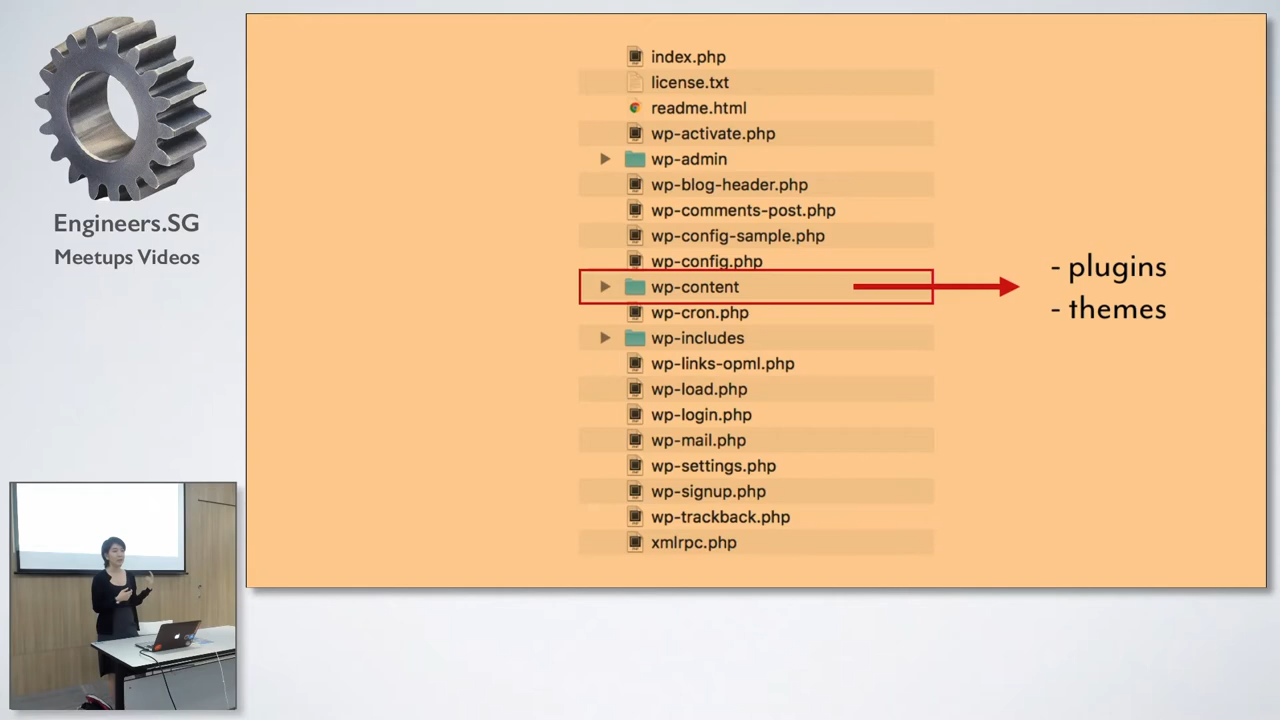 Engineers.SG
Meetups Videos
index.php
license.txt
readme.html
wp-activate.php
wp-admin
wp-blog-header.php
wp-comments-post.php
wp-config-sample.php
wp-config.php
wp-content
wp-cron.php
wp-includes
wp-links-opml.php
wp-load.php
wp-login.php
wp-mail.php
wp-settings.php
wp-signup.php
wp-trackback.php
xmlrpc.php
- plugins
- themes